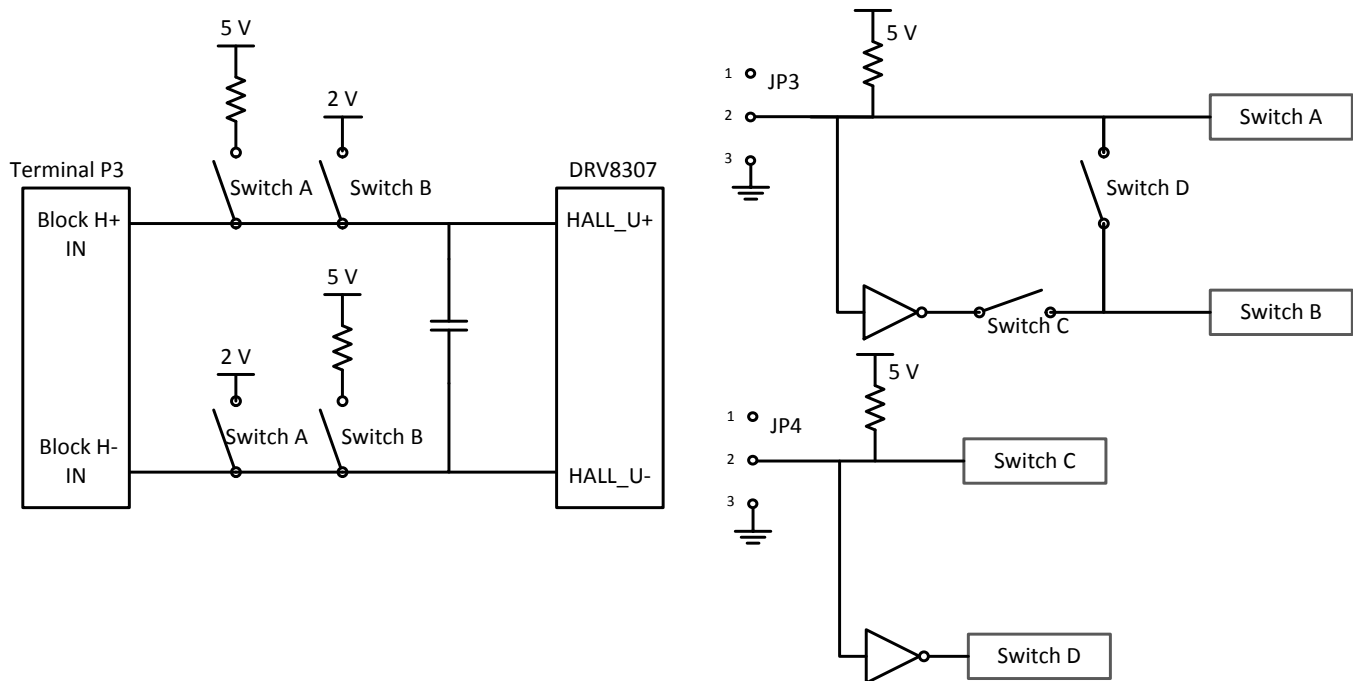 5 V
2 V
Terminal P3
DRV8307
Switch A
Switch B
Block H+
IN
HALL_U+
5 V
2 V
Switch A
Switch B
Block H-
IN
HALL_U-
5 V
1
JP3
2
Switch A
3
Switch D
Switch C
Switch B
5 V
1
JP4
2
Switch C
3
Switch D